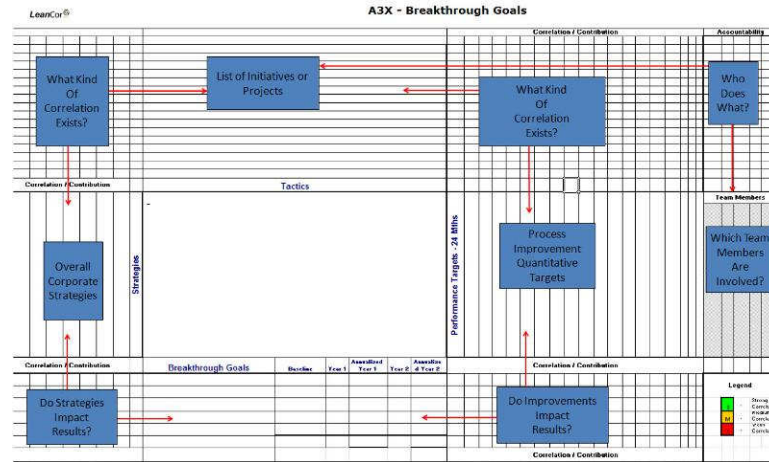 LeanCor
A3X - Breakthrough Goals
Correlation / Contribution
Accountability
What Kind
Of
Correlation
Exists?
List of Initiatives or
Projects
What Kind
Of
Correlation
Exists?
Who
Does
What?
Correlation / Contribution
Tactics
Team Members
Overall
Corporate
Strategies
Strategies
Performance Targets - 24 Mths
Process
Improvement
Quantitative
Targets
Which Team
Members
Are
Involved?
Correlation / Contribution
Breakthrough Goals
Baseline
Year 1
Annualized
Year 1
Year 2
Annualize
d Year 2
Correlation / Contribution
Do Strategies
Impact
Results?
Do Improvements
Impact
Results?
Legend
Strong
M
Correlation / Contribution